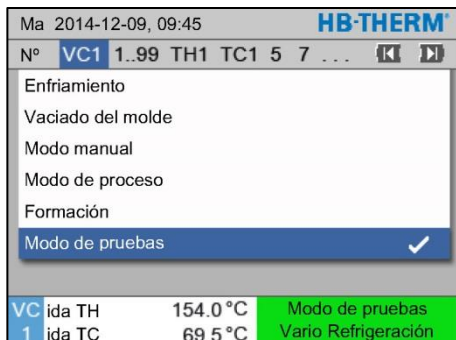 Ma 2014-12-09, 09:45 HB-THERM®
Nº VC1 1..99 TH1 TC1 5 7 ...
Enfriamiento
Vaciado del molde
Modo manual
Modo de proceso
Formación
Modo de pruebas
VC ida TH 154.0 °C Modo de pruebas
1 ida TC 69.5 °C Vario Refrigeración